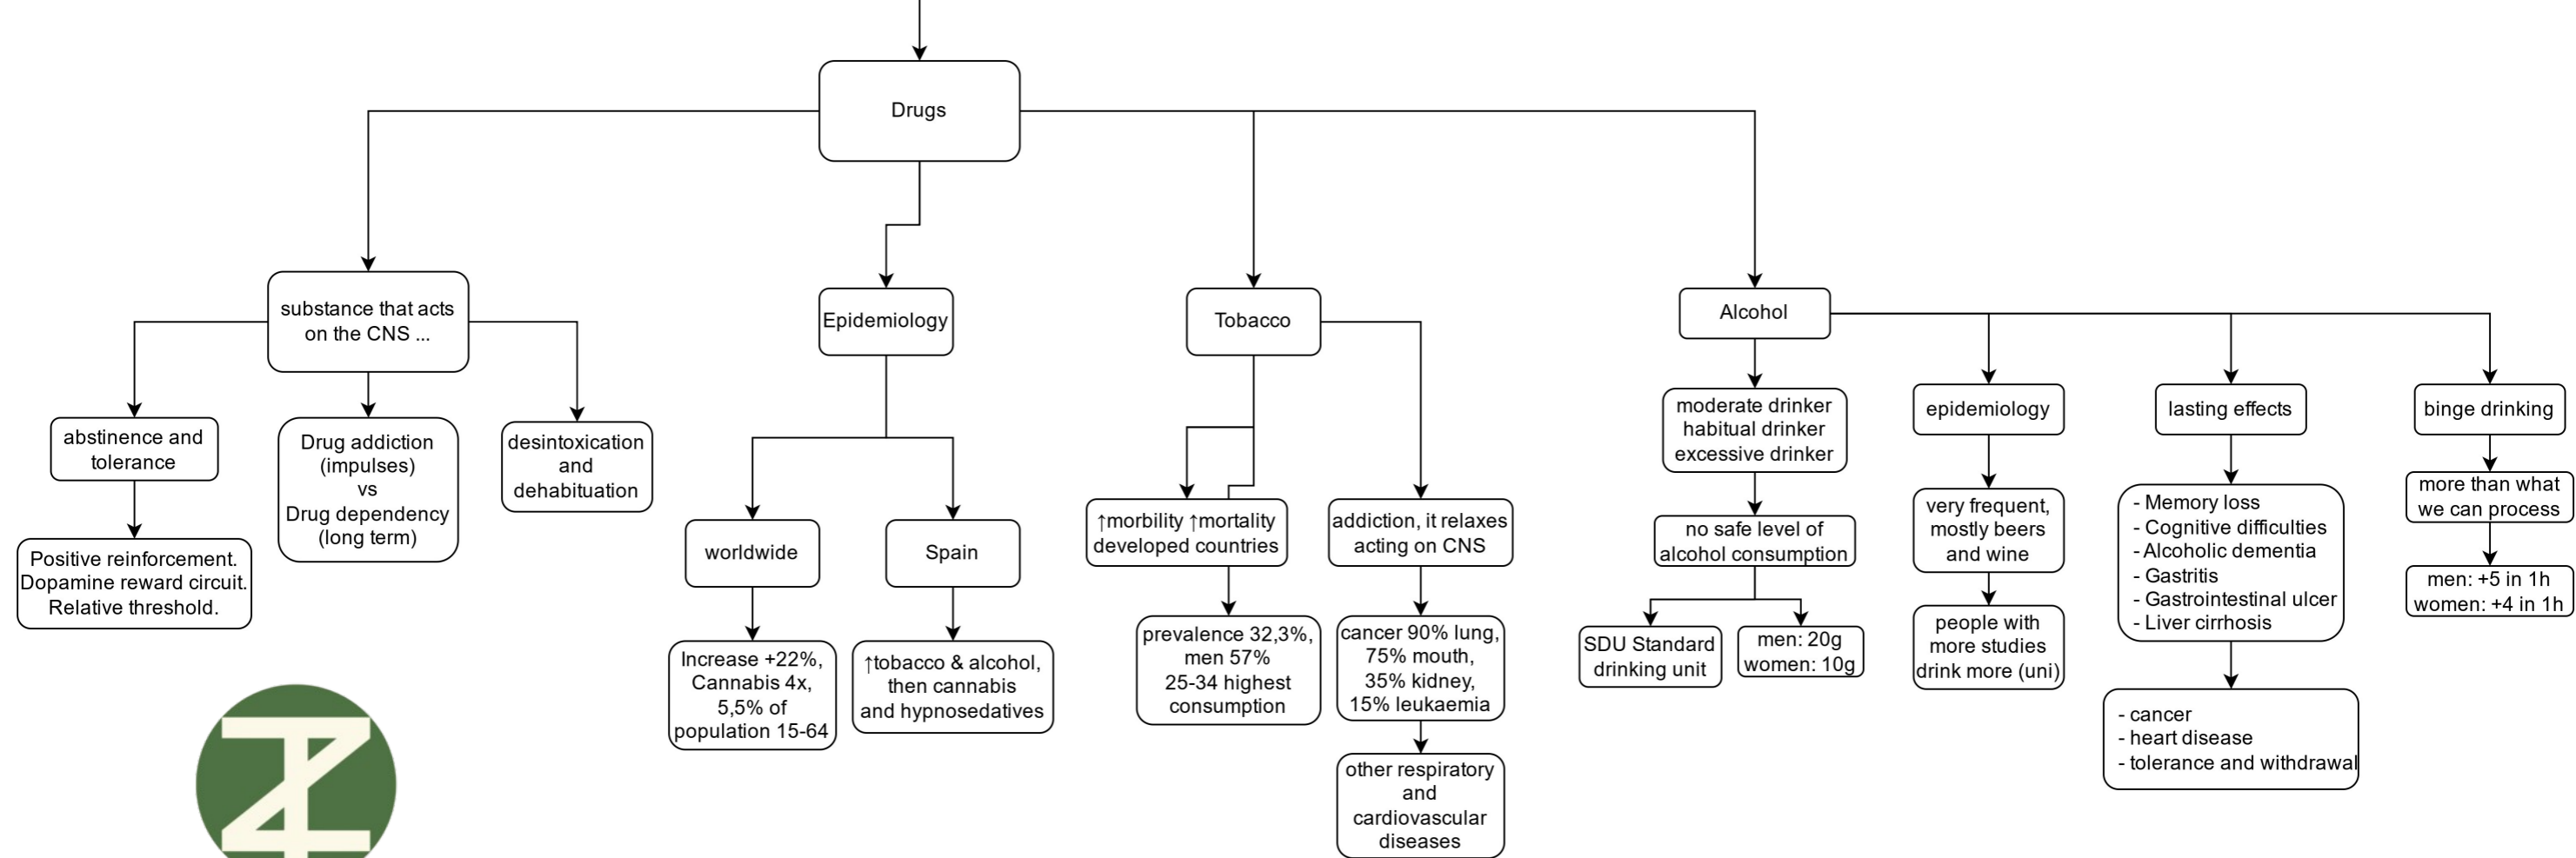 Drugs
substance that acts
on the CNS ...
abstinence and
tolerance
Positive reinforcement.
Dopamine reward circuit.
Relative threshold.
Drug addiction
(impulses)
vs
Drug dependency
(long term)
desintoxication
and
dehabituation
Epidemiology
worldwide
Increase +22%,
Cannabis 4x,
5,5% of
population 15-64
Spain
↑tobacco & alcohol,
then cannabis
and hypnosedatives
Tobacco
↑morbility ↑mortality
developed countries
prevalence 32,3%,
men 57%
25-34 highest
consumption
addiction, it relaxes
acting on CNS
cancer 90% lung,
75% mouth,
35% kidney,
15% leukaemia
other respiratory
and
cardiovascular
diseases
Alcohol
moderate drinker
habitual drinker
excessive drinker
no safe level of
alcohol consumption
SDU Standard
drinking unit
men: 20g
women: 10g
epidemiology
very frequent,
mostly beers
and wine
people with
more studies
drink more (uni)
lasting effects
- Memory loss
- Cognitive difficulties
- Alcoholic dementia
- Gastritis
- Gastrointestinal ulcer
- Liver cirrhosis
- cancer
- heart disease
- tolerance and withdrawal
binge drinking
more than what
we can process
men: +5 in 1h
women: +4 in 1h